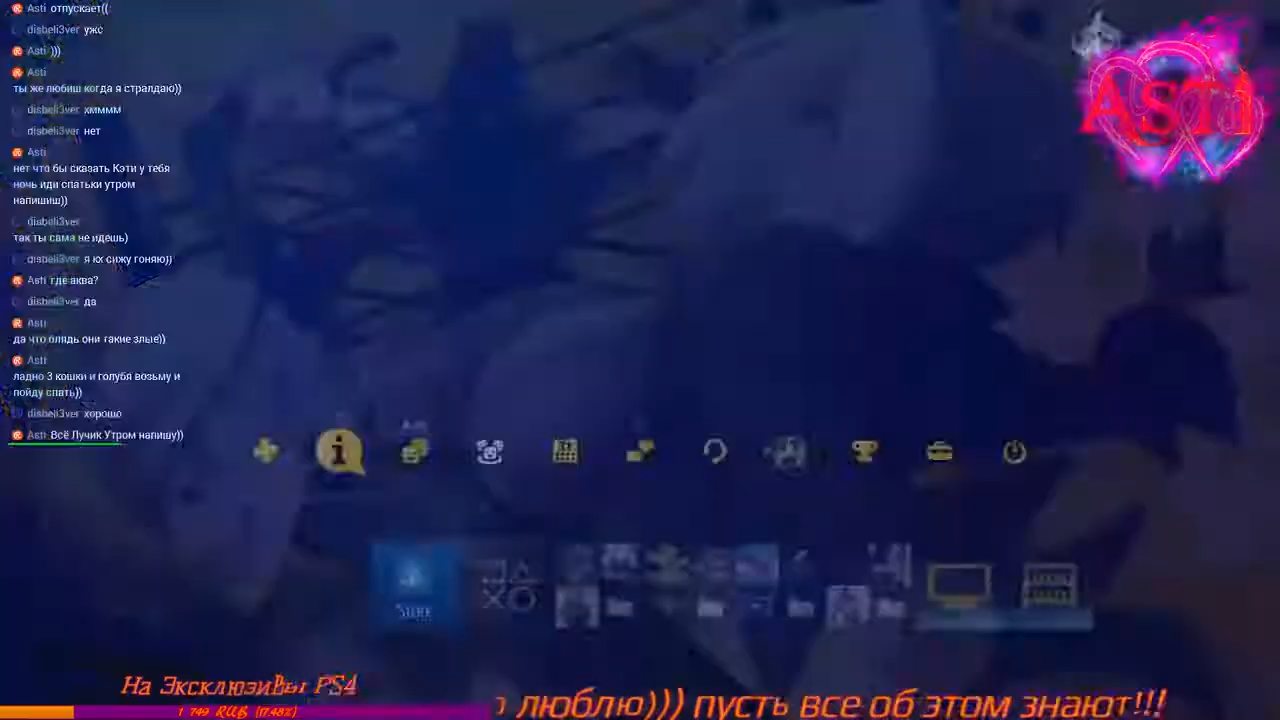 Asti отпускает((
disbeli3ver ужс
Asti )))
Asti
ты же любиш когда я стралдаю))
disbeli3ver хмммм
disbeli3ver нет
Asti
нет что бы сказать Кэти у тебя
ночь иди спатьки утром
напишиш))
disbeli3ver
так ты сама не идешь)
disbeli3ver я их сижу гоняю))
Asti где аква?
disbeli3ver да
Asti
да что блядь они такие злые))
Asti
ладно 3 кошки и голубя возьму и
пойду спать))
disbeli3ver хорошо
Asti Всё Лучик Утром напишу))
Asti
Store
На Эксклюзивы PS4
1 749 RUB (17.48%)
люблю))) пусть все об этом знают!!!